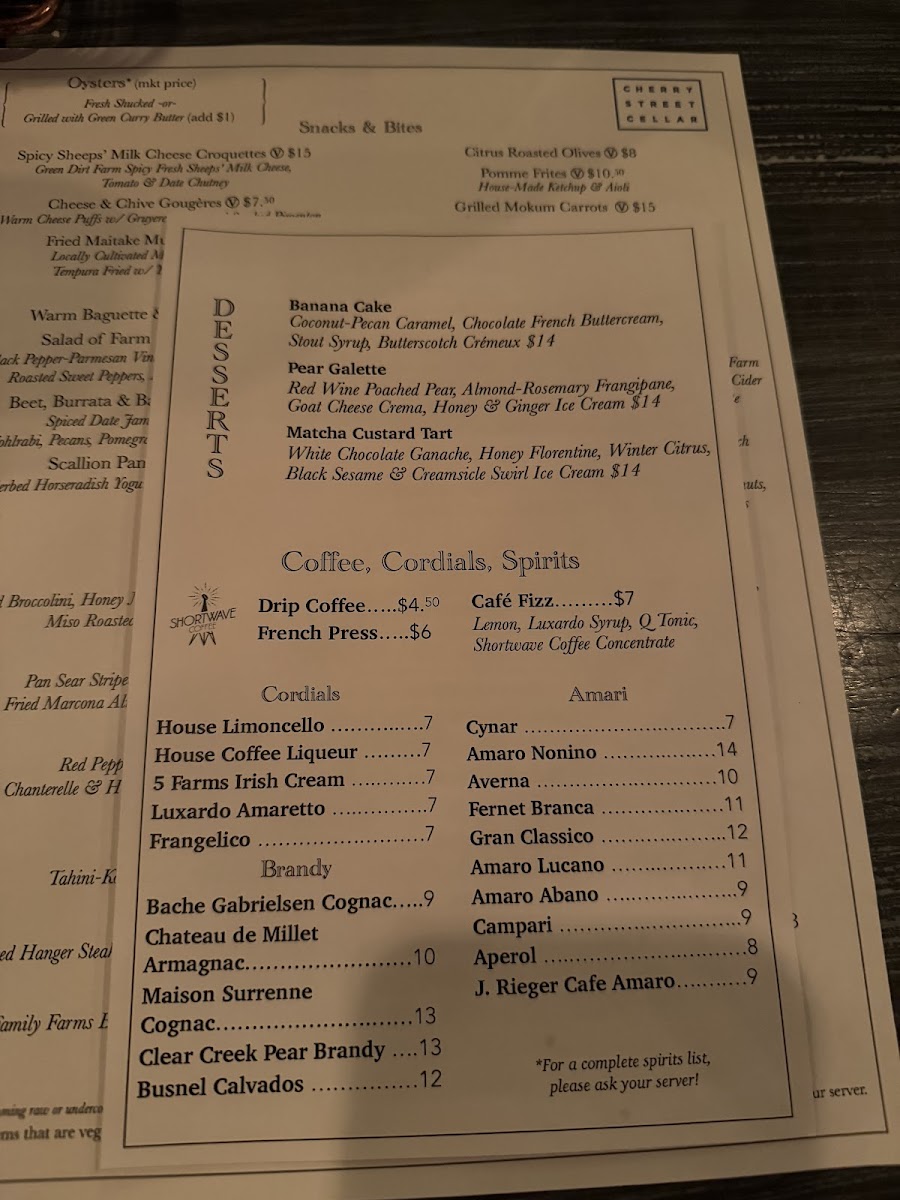 Oysters* (mkt price)
Fresh Shucked -or-
Grilled with Green Curry Butter (add $1)
CHERRY
STREET
CELLAR
Snacks & Bites
Spicy Sheeps' Milk Cheese Croquettes Ⓥ $15
Green Dirt Farm Spicy Fresh Sheeps' Milk Cheese,
Tomato & Date Chutney
Cheese & Chive Gougères Ⓥ $7.50
Warm Cheese Puffs w/ Gruyere
Fried Maitake
Locally Cultivated
Tempura Fried w/
Citrus Roasted Olives Ⓥ $8
Pomme Frites Ⓥ $10.50
House-Made Ketchup & Aioli
Grilled Mokum Carrots Ⓥ $15
Warm Baguette
Salad of Farm
Pepper-Parmesan
Roasted Sweet Peppers,
Beet, Burrata &
Spiced Date Jam
Pecans,
Scallion
Horseradish
Broccolini, Honey
Miso Roasted
Pan Sear
Fried Marcona
Red
Chanterelle &
Hanger
Farms
raw or
that are
Farm
Cider
ur server.
DESSERTS
Banana Cake
Coconut-Pecan Caramel, Chocolate French Buttercream,
Stout Syrup, Butterscotch Crémeux $14
Pear Galette
Red Wine Poached Pear, Almond-Rosemary Frangipane,
Goat Cheese Crema, Honey & Ginger Ice Cream $14
Matcha Custard Tart
White Chocolate Ganache, Honey Florentine, Winter Citrus,
Black Sesame & Creamsicle Swirl Ice Cream $14
Coffee, Cordials, Spirits
SHORTWAVE
COFFEE
Drip Coffee.....$4.50
French Press.....$6
Café Fizz.........$7
Lemon, Luxardo Syrup, Q Tonic,
Shortwave Coffee Concentrate
Cordials
House Limoncello ..............7
House Coffee Liqueur .........7
5 Farms Irish Cream ............7
Luxardo Amaretto ..............7
Frangelico .........................7
Brandy
Bache Gabrielsen Cognac.....9
Chateau de Millet
Armagnac.........................10
Maison Surrenne
Cognac.............................13
Clear Creek Pear Brandy ....13
Busnel Calvados ................12
Amari
Cynar ................................7
Amaro Nonino .................14
Averna ............................10
Fernet Branca ...................11
Gran Classico ...................12
Amaro Lucano .................11
Amaro Abano ....................9
Campari ............................9
Aperol ................................8
J. Rieger Cafe Amaro...........9
*For a complete spirits list,
please ask your server!